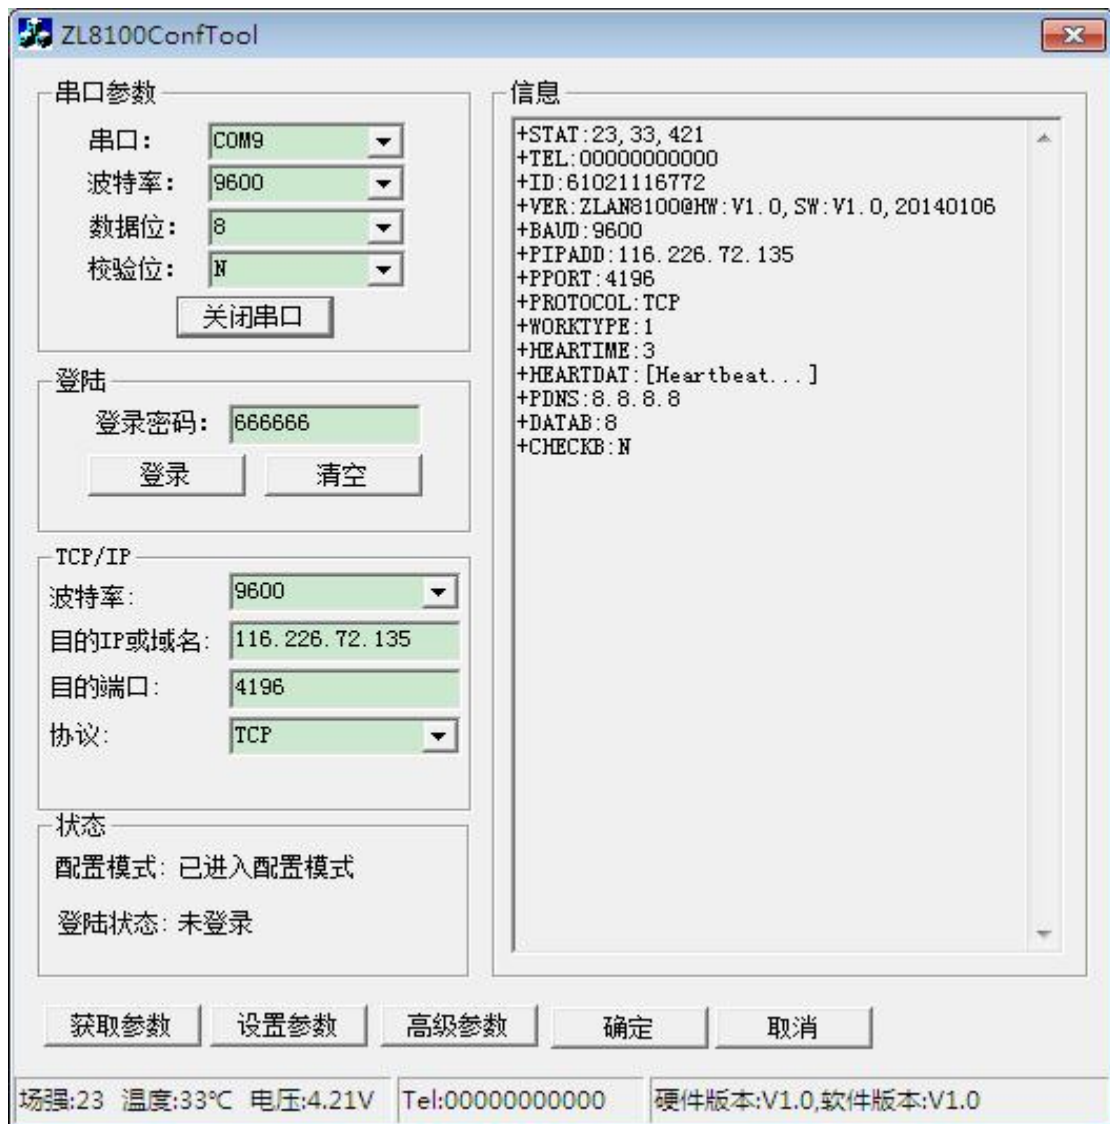 ZL8100ConfTool
串口参数
串口: COM9
波特率: 9600
数据位: 8
校验位: N
关闭串口
登陆
登录密码: 666666
登录 清空
TCP/IP
波特率: 9600
目的IP或域名: 116.226.72.135
目的端口: 4196
协议: TCP
状态
配置模式: 已进入配置模式
登陆状态: 未登录
信息
+STAT:23,33,421
+TEL:00000000000
+ID:61021116772
+VER:ZLAN8100@HW:V1.0,SW:V1.0,20140106
+BAUD:9600
+PIPADD:116.226.72.135
+PPORT:4196
+PROTOCOL:TCP
+WORKTYPE:1
+HEARTIME:3
+HEARTDAT:[Heartbeat...]
+PDNS:8.8.8.8
+DATAB:8
+CHECKB:N
获取参数 设置参数 高级参数 确定 取消
场强:23 温度:33℃ 电压:4.21V Tel:00000000000 硬件版本:V1.0,软件版本:V1.0